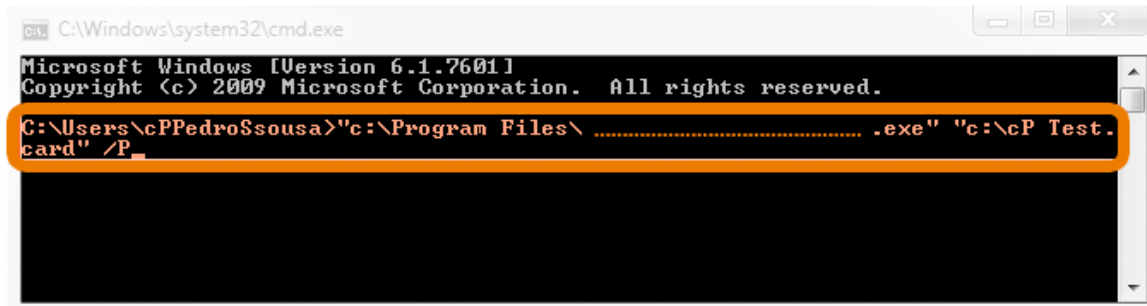 C:\Windows\system32\cmd.exe
Microsoft Windows [Version 6.1.7601]
Copyright (c) 2009 Microsoft Corporation.  All rights reserved.
C:\Users\cPPedroSsousa>"c:\Program Files\ ........................................ .exe" "c:\cP Test.
card" /P_